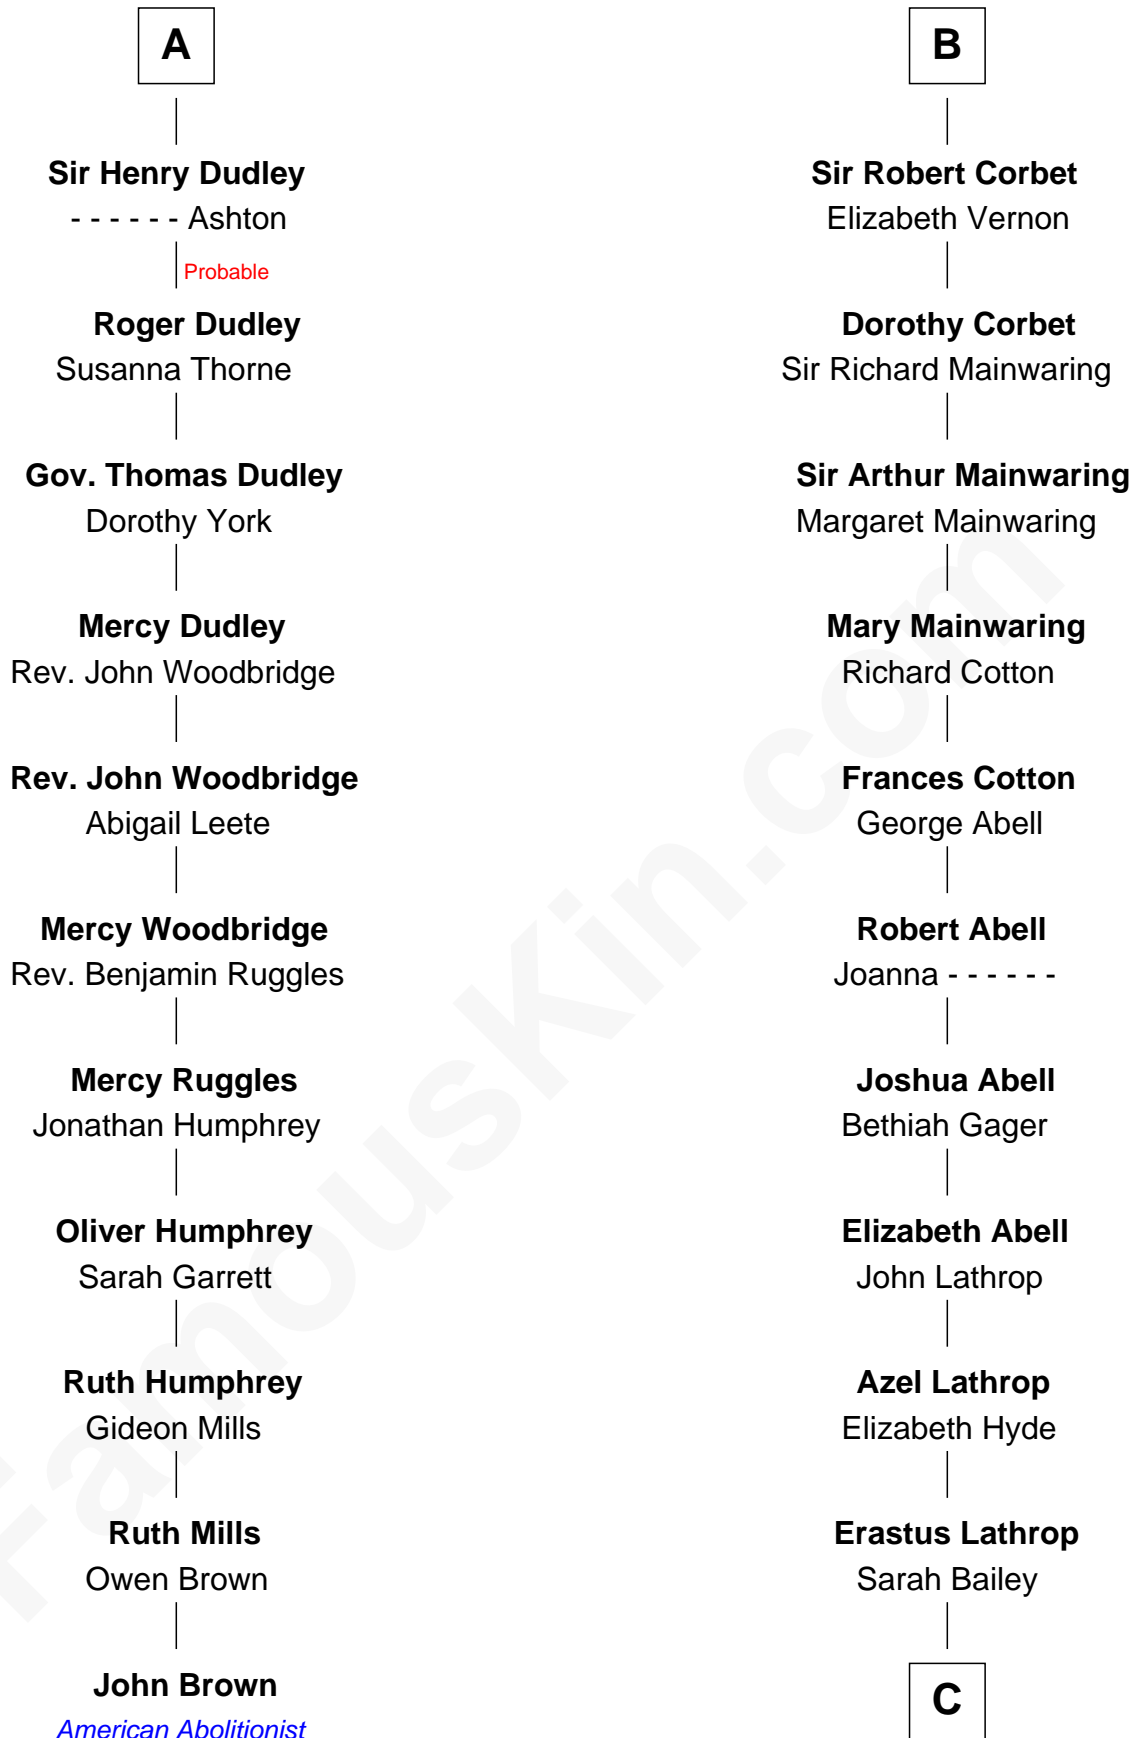 A
Sir Henry Dudley
- - - - - - Ashton
Probable
Roger Dudley
Susanna Thorne
Gov. Thomas Dudley
Dorothy York
Mercy Dudley
Rev. John Woodbridge
Rev. John Woodbridge
Abigail Leete
Mercy Woodbridge
Rev. Benjamin Ruggles
Mercy Ruggles
Jonathan Humphrey
Oliver Humphrey
Sarah Garrett
Ruth Humphrey
Gideon Mills
Ruth Mills
Owen Brown
John Brown
American Abolitionist
B
Sir Robert Corbet
Elizabeth Vernon
Dorothy Corbet
Sir Richard Mainwaring
Sir Arthur Mainwaring
Margaret Mainwaring
Mary Mainwaring
Richard Cotton
Frances Cotton
George Abell
Robert Abell
Joanna - - - - - -
Joshua Abell
Bethiah Gager
Elizabeth Abell
John Lathrop
Azel Lathrop
Elizabeth Hyde
Erastus Lathrop
Sarah Bailey
C
FamousKin.com